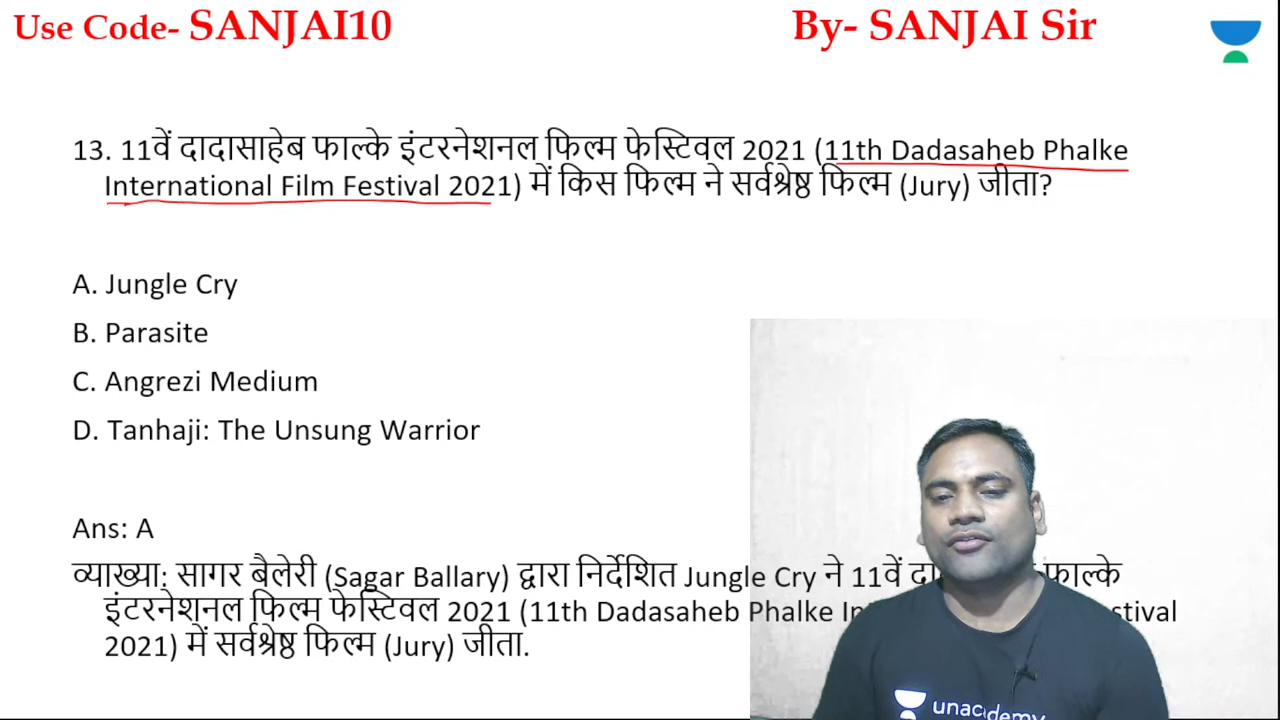 Use Code- SANJAI10
By- SANJAI Sir
13. 11वें दादासाहेब फाल्के इंटरनेशनल फिल्म फेस्टिवल 2021 (11th Dadasaheb Phalke
International Film Festival 2021) में किस फिल्म ने सर्वश्रेष्ठ फिल्म (Jury) जीता?
A. Jungle Cry
B. Parasite
C. Angrezi Medium
D. Tanhaji: The Unsung Warrior
Ans: A
व्याख्या: सागर बैलेरी (Sagar Ballary) द्वारा निर्देशित Jungle Cry ने 11वें फाल्के
इंटरनेशनल फिल्म फेस्टिवल 2021 (11th Dadasaheb Phalke
2021) में सर्वश्रेष्ठ फिल्म (Jury) जीता.
unacademy